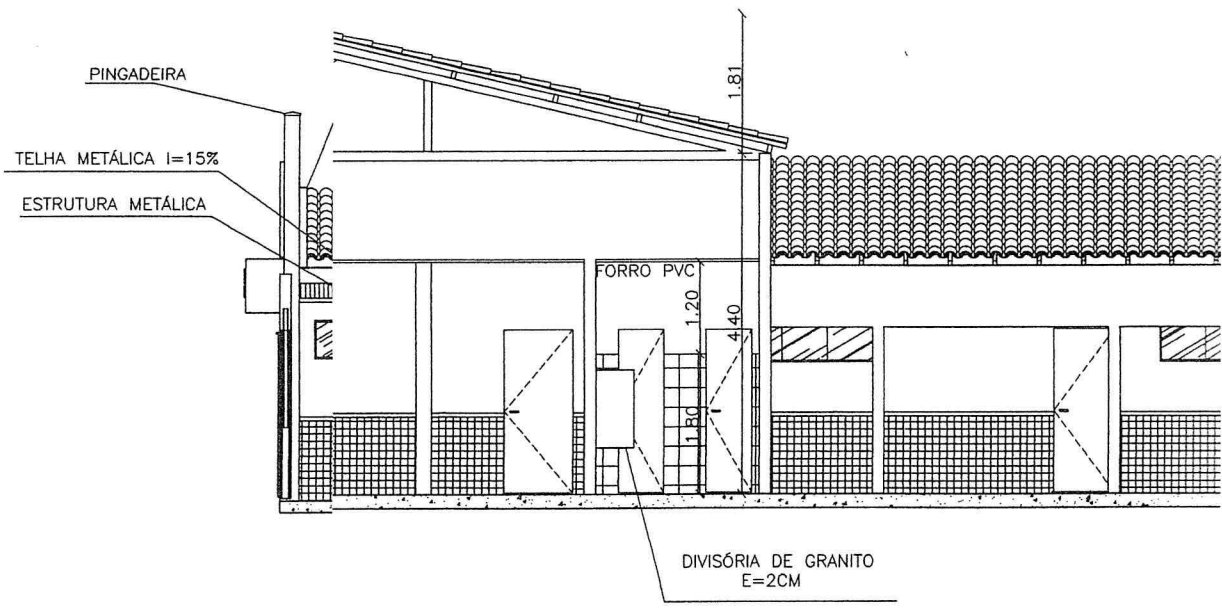 1.81
PINGADEIRA
TELHA METÁLICA I=15%
ESTRUTURA METÁLICA
FORRO PVC
1.20
4.40
1.80
DIVISÓRIA DE GRANITO
E=2CM